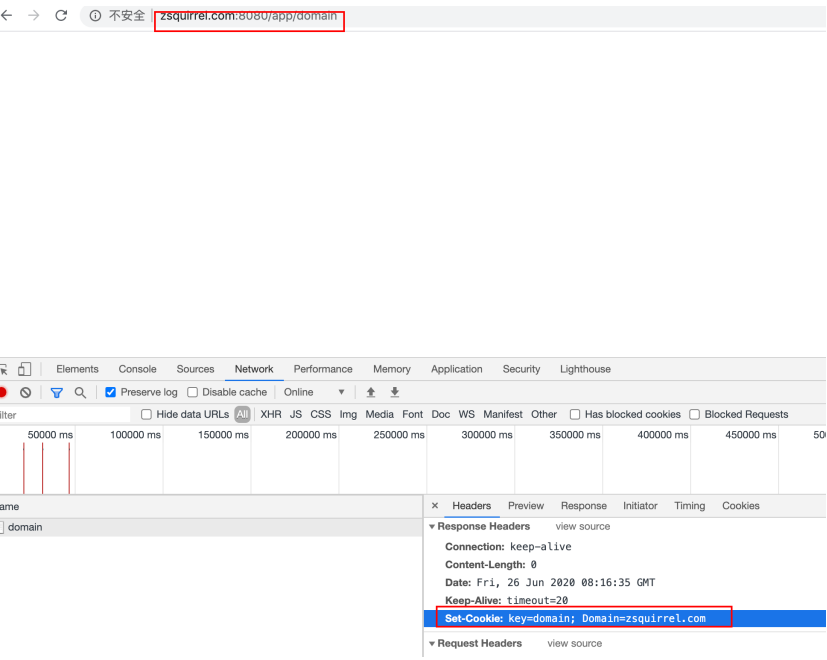 不安全 zsquirrel.com:8080/app/domain
Elements Console Sources Network Performance Memory Application Security Lighthouse
Preserve log Disable cache Online
ilter Hide data URLs All XHR JS CSS Img Media Font Doc WS Manifest Other Has blocked cookies Blocked Requests
50000 ms 100000 ms 150000 ms 200000 ms 250000 ms 300000 ms 350000 ms 400000 ms 450000 ms 50
ame × Headers Preview Response Initiator Timing Cookies
domain Response Headers view source
Connection: keep-alive
Content-Length: 0
Date: Fri, 26 Jun 2020 08:16:35 GMT
Keep-Alive: timeout=20
Set-Cookie: key=domain; Domain=zsquirrel.com
Request Headers view source